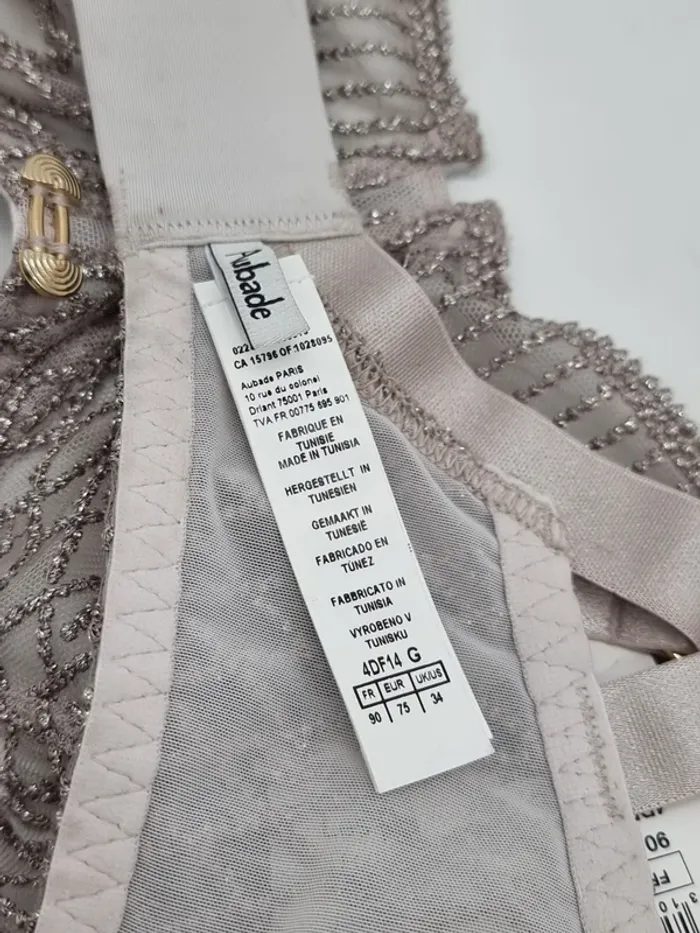 Aubade
CA 15796 OF:1028095
Aubade PARIS
10 rue du colonel
Driant 75001 Paris
TVA FR 00775 695 901
FABRIQUE EN
TUNISIE
MADE IN TUNISIA
HERGESTELLT IN
TUNESIEN
GEMAAKT IN
TUNESIË
FABRICADO EN
TÚNEZ
FABBRICATO IN
TUNISIA
VYROBENO V
TUNISKU
4DF14 G
FR EUR UK/US
90 75 34
90